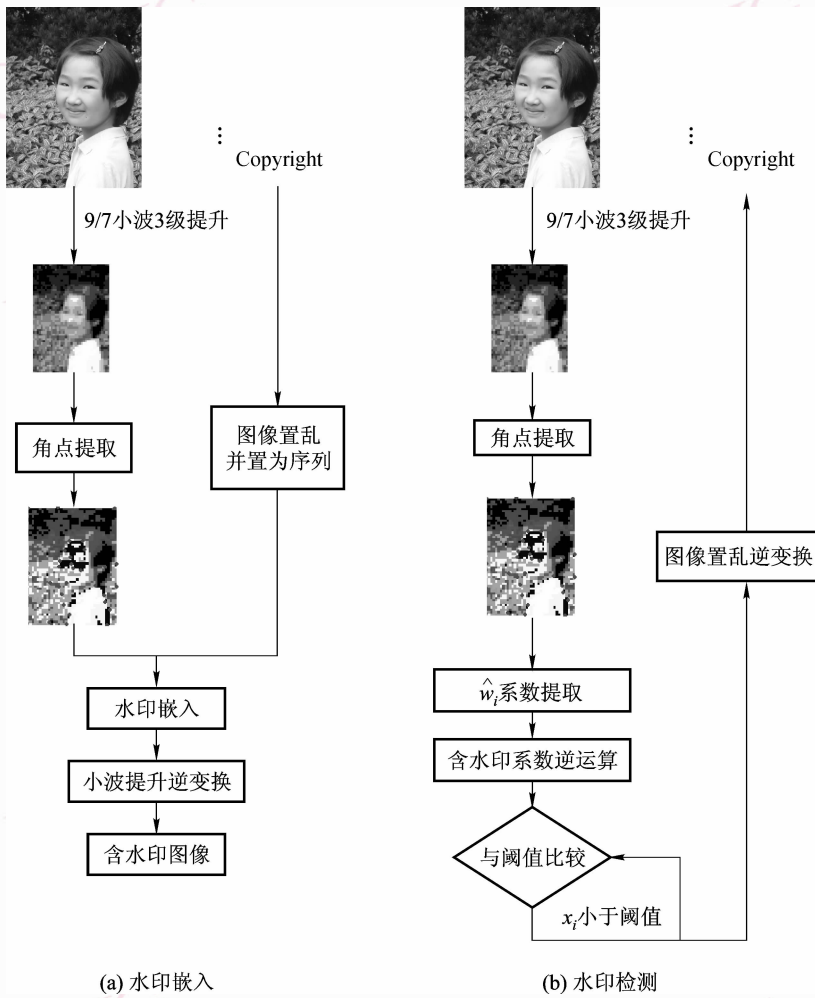 ⋮
Copyright
9/7小波3级提升
角点提取
图像置乱
并置为序列
水印嵌入
小波提升逆变换
含水印图像
(a) 水印嵌入
⋮
Copyright
9/7小波3级提升
角点提取
图像置乱逆变换
ŵᵢ系数提取
含水印系数逆运算
与阈值比较
xᵢ小于阈值
(b) 水印检测